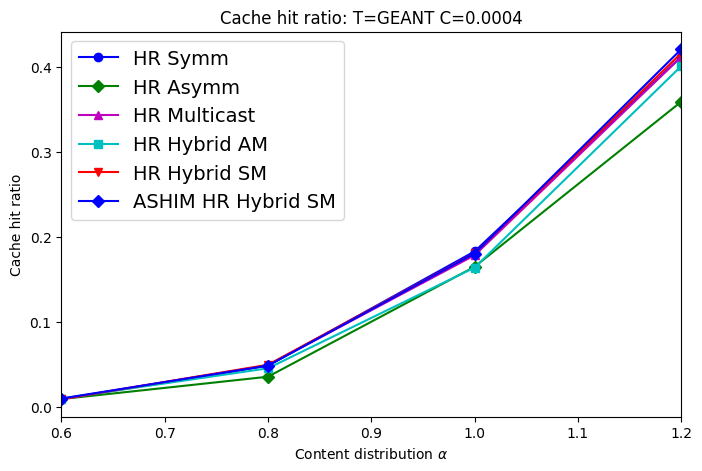 Cache hit ratio: T=GEANT C=0.0004
HR Symm
HR Asymm
HR Multicast
HR Hybrid AM
HR Hybrid SM
ASHIM HR Hybrid SM
Cache hit ratio
0.4
0.3
0.2
0.1
0.0
0.6 0.7 0.8 0.9 1.0 1.1 1.2
Content distribution α